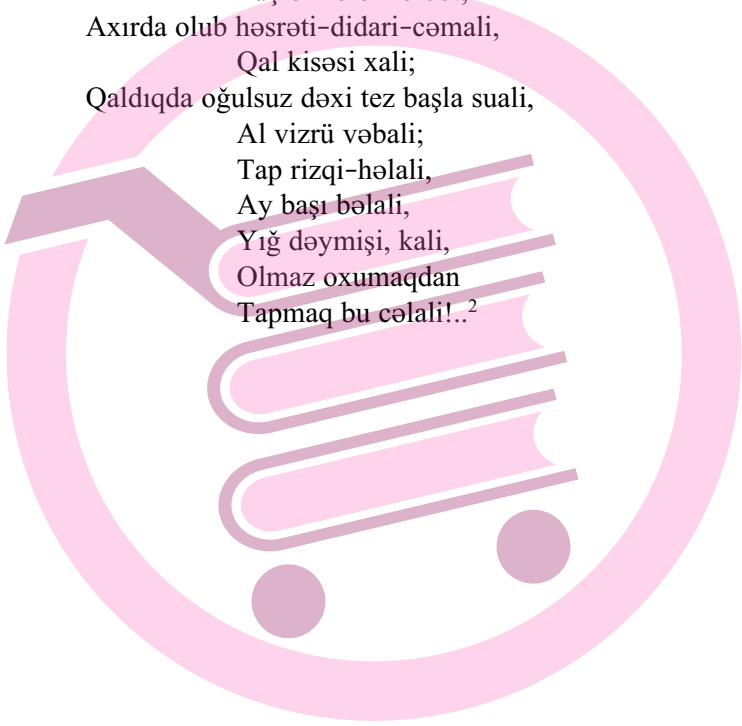 Axırda olub həsrəti-didari-cəmali,
Qal kisəsi xali;
Qaldıqda oğulsuz dəxi tez başla suali,
Al vizrü vəbali;
Tap rizqi-həlali,
Ay başı bəlali,
Yığ dəymişi, kali,
Olmaz oxumaqdan
Tapmaq bu cəlali!..²